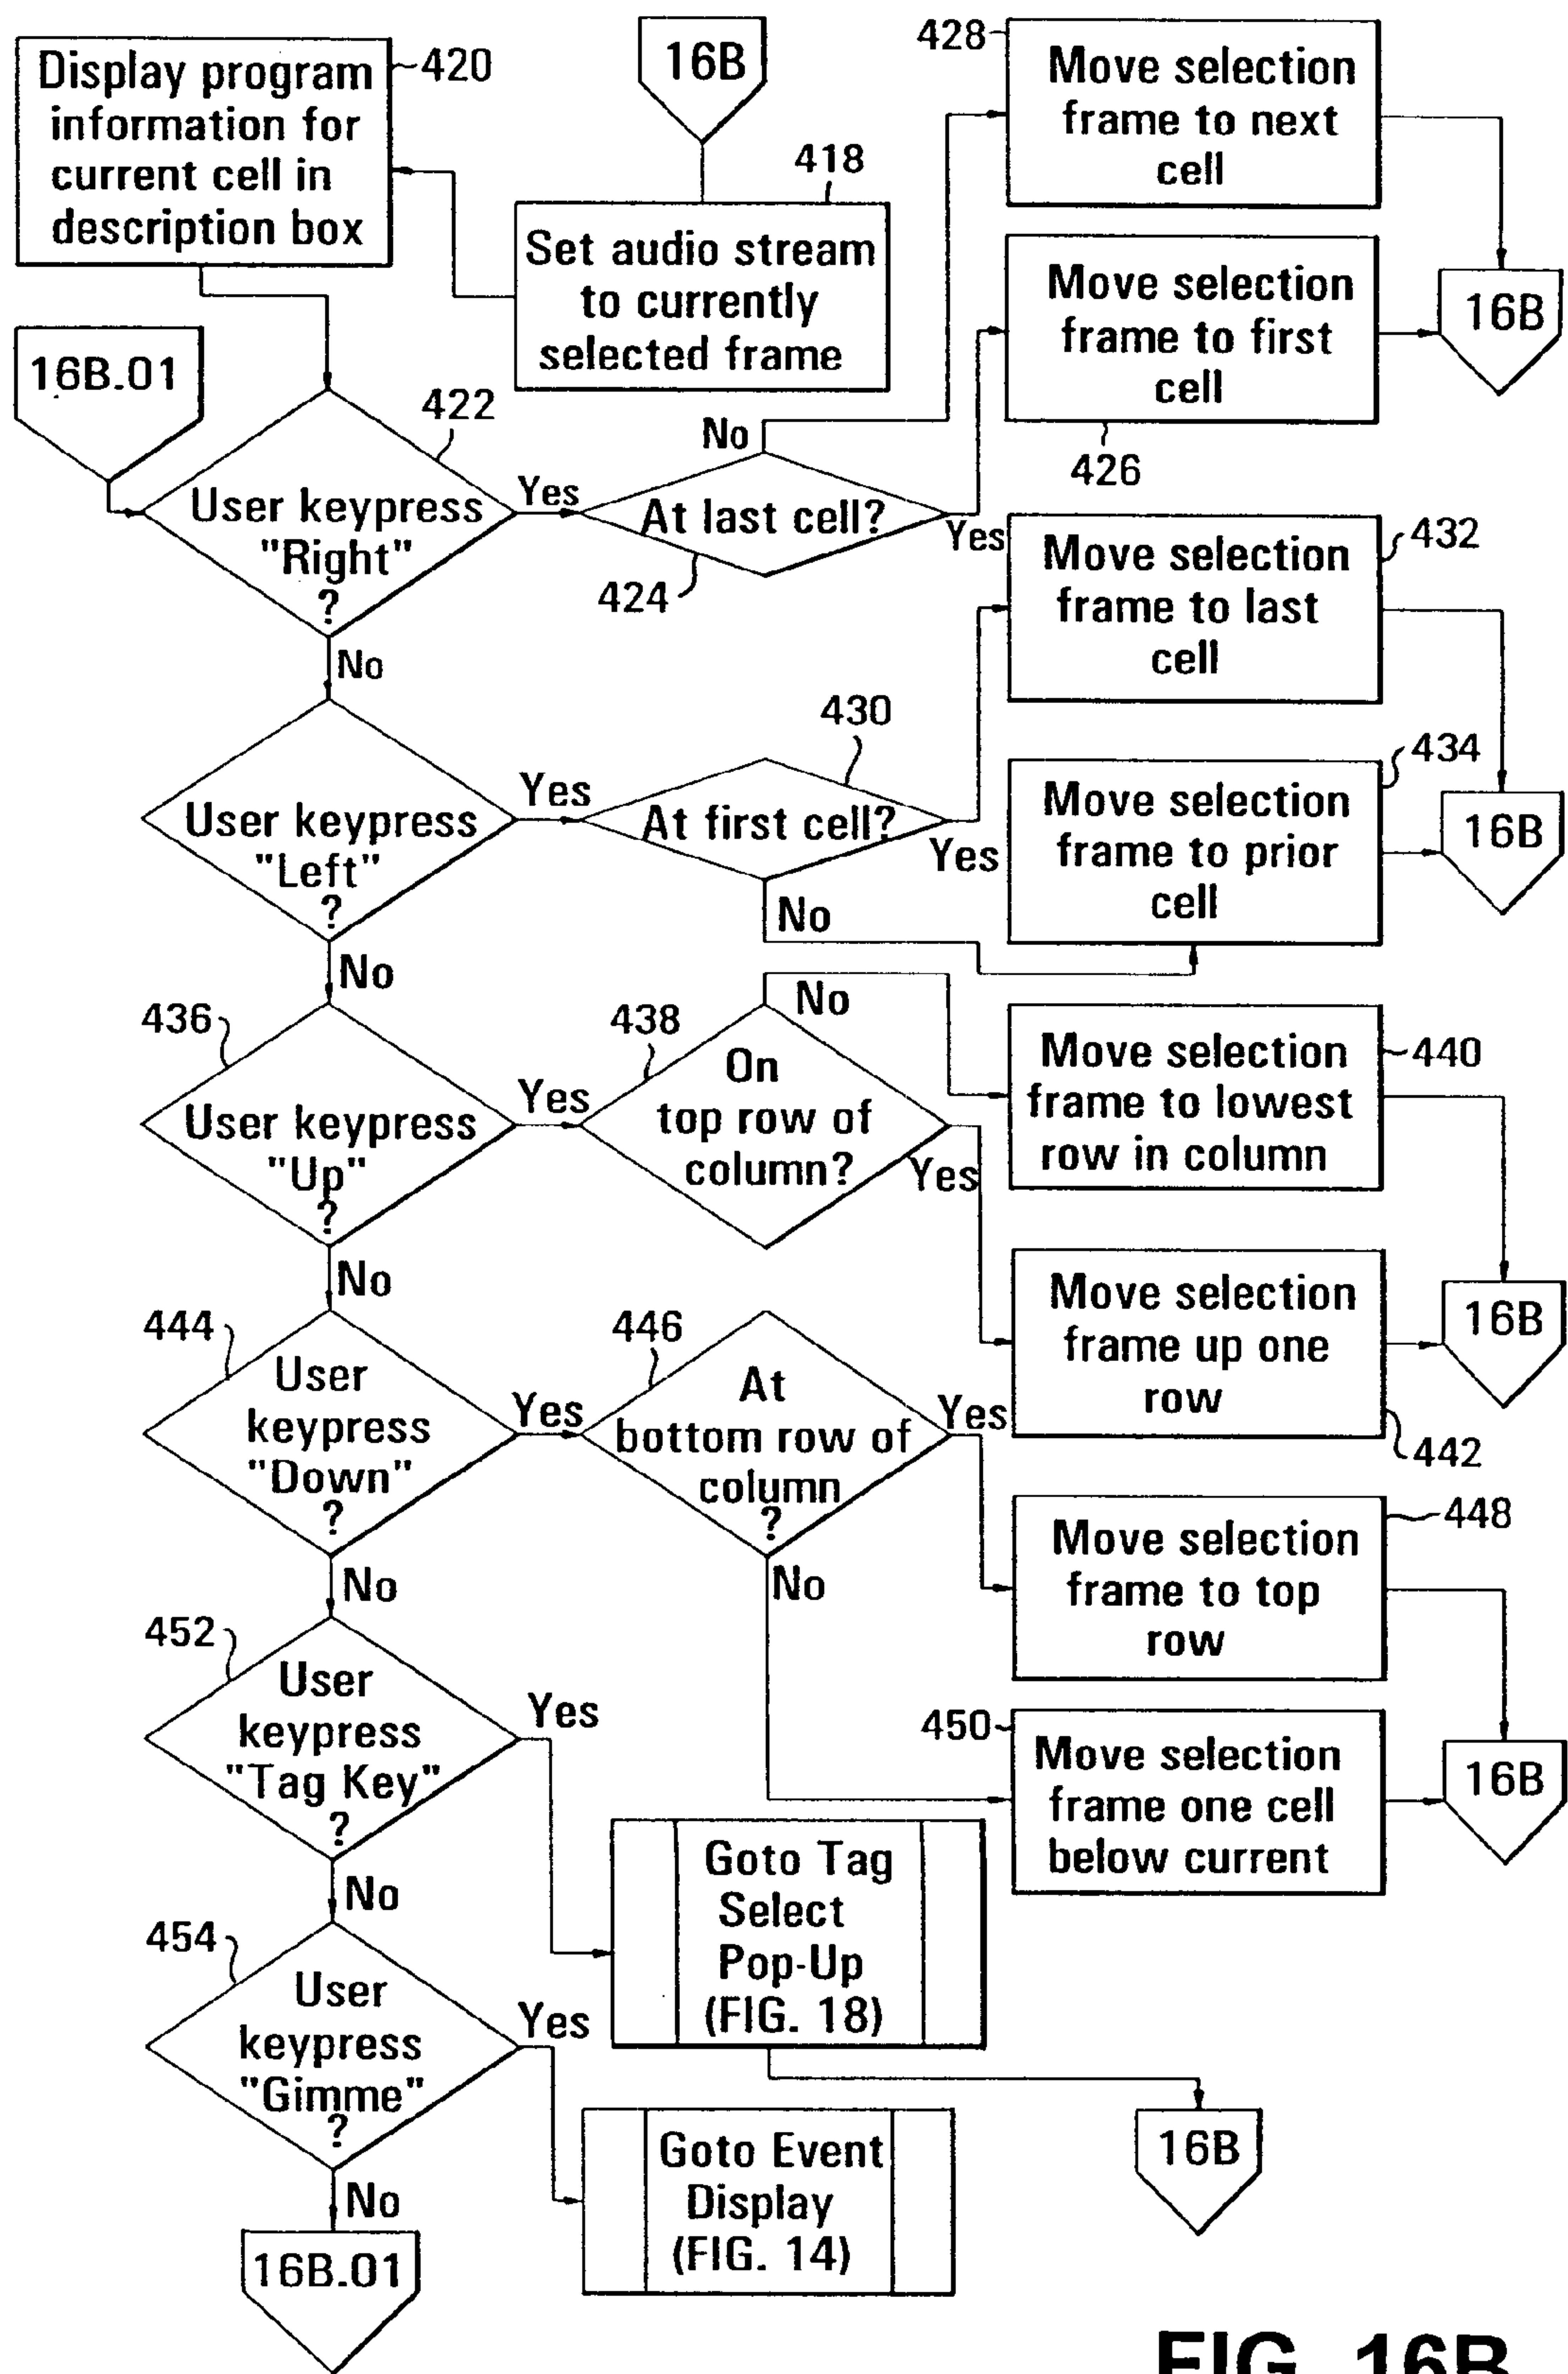 Display program
information for
current cell in
description box
420
16B
418
Set audio stream
to currently
selected frame
428
Move selection
frame to next
cell
Move selection
frame to first
cell
426
16B
16B.01
422
User keypress
"Right"
?
Yes
No
At last cell?
424
No
Yes
Move selection
frame to last
cell
432
430
User keypress
"Left"
?
Yes
No
At first cell?
Yes
No
Move selection
frame to prior
cell
434
16B
436
User keypress
"Up"
?
Yes
No
438
On
top row of
column?
No
Yes
Move selection
frame to lowest
row in column
440
Move selection
frame up one
row
442
16B
444
User
keypress
"Down"
?
Yes
No
446
At
bottom row of
column
?
Yes
No
Move selection
frame to top
row
448
450
Move selection
frame one cell
below current
16B
452
User
keypress
"Tag Key"
?
Yes
No
Goto Tag
Select
Pop-Up
(FIG. 18)
16B
454
User
keypress
"Gimme"
?
Yes
No
Goto Event
Display
(FIG. 14)
16B.01
FIG. 16B